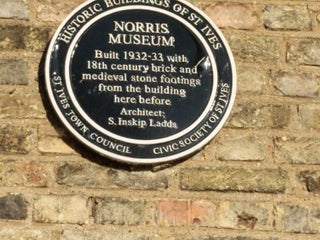 HISTORIC BUILDINGS OF ST IVES
NORRIS
MUSEUM
Built 1932-33 with
18th century brick and
medieval stone footings
from the building
here before
Architect:
S. Inskip Ladds
ST IVES TOWN COUNCIL
CIVIC SOCIETY OF ST IVES